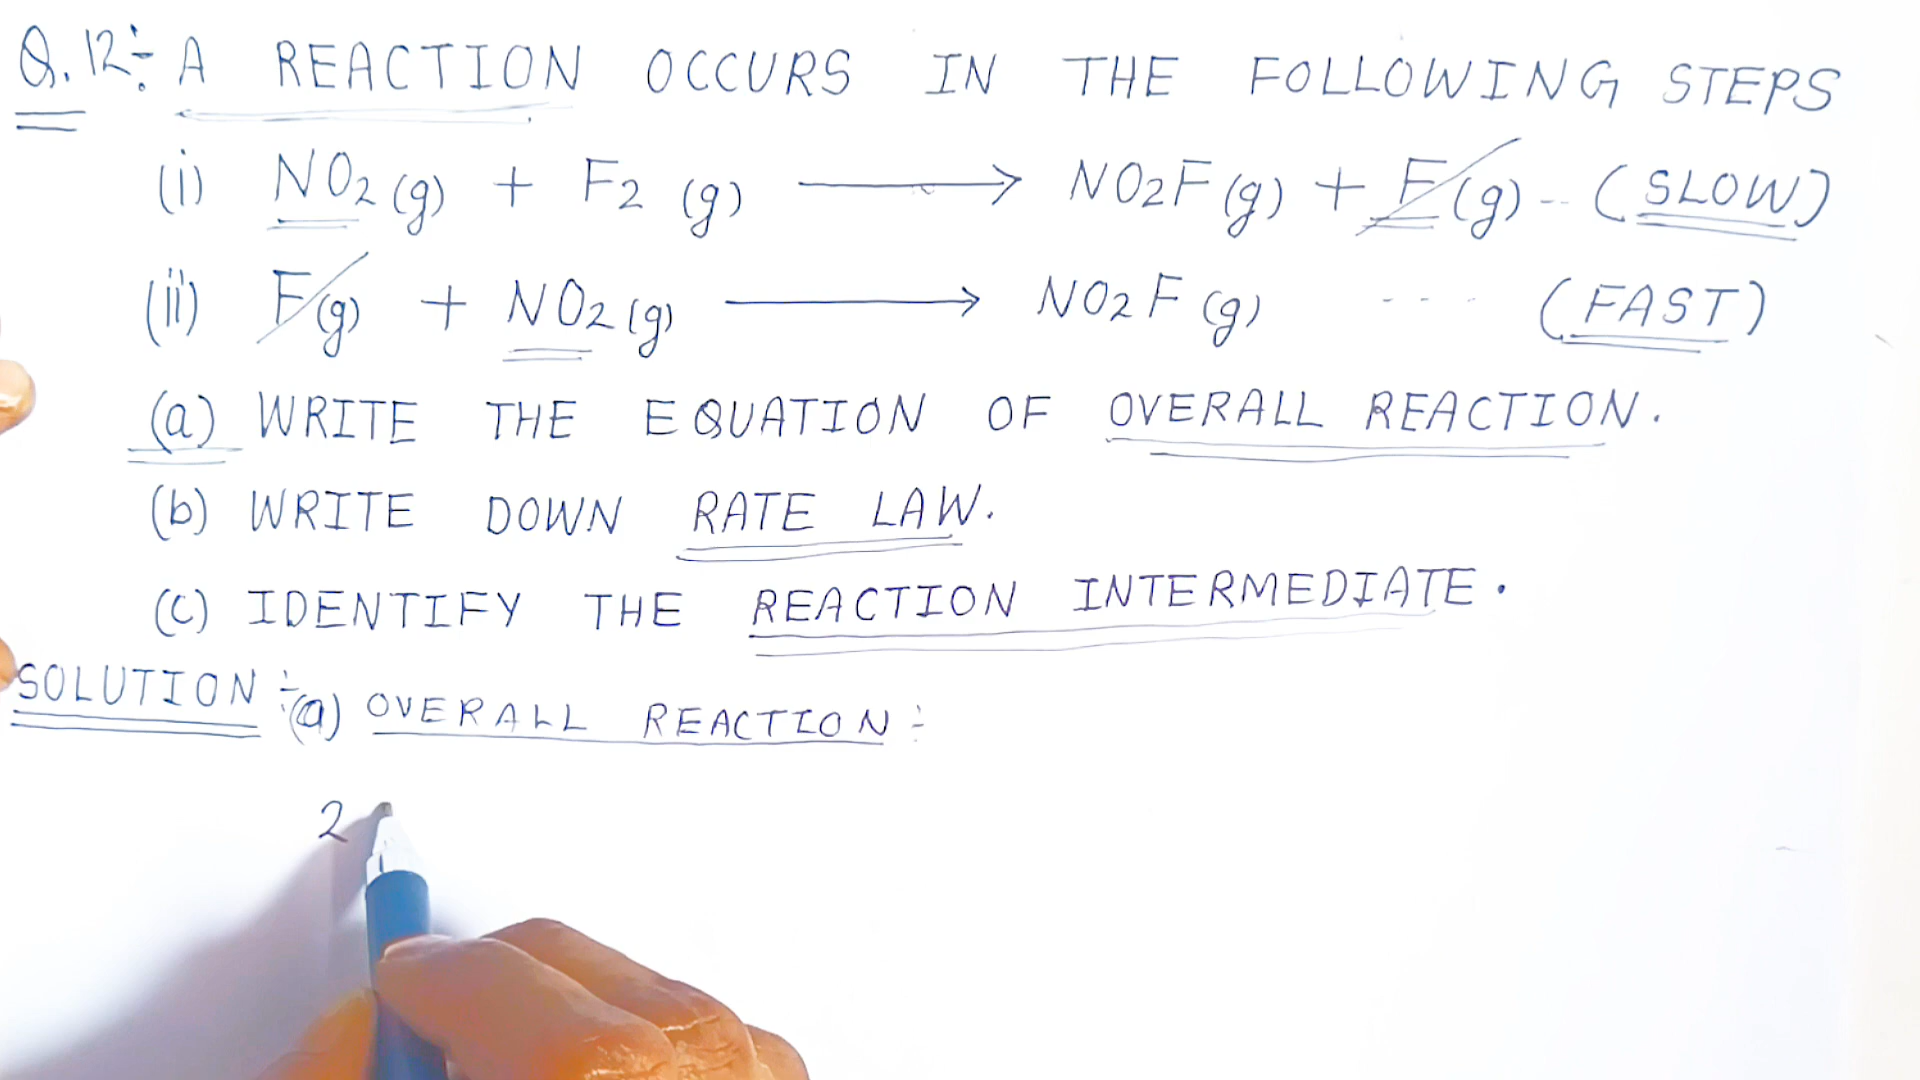 Q.12÷ A REACTION OCCURS IN THE FOLLOWING STEPS
(i) NO2(g) + F2 (g) ⟶ NO2F(g) + F(g) -- (SLOW)
(ii) F(g) + NO2(g) ⟶ NO2F(g) --- (FAST)
(a) WRITE THE EQUATION OF OVERALL REACTION.
(b) WRITE DOWN RATE LAW.
(C) IDENTIFY THE REACTION INTERMEDIATE.
SOLUTION ÷(a) OVERALL REACTION÷
2